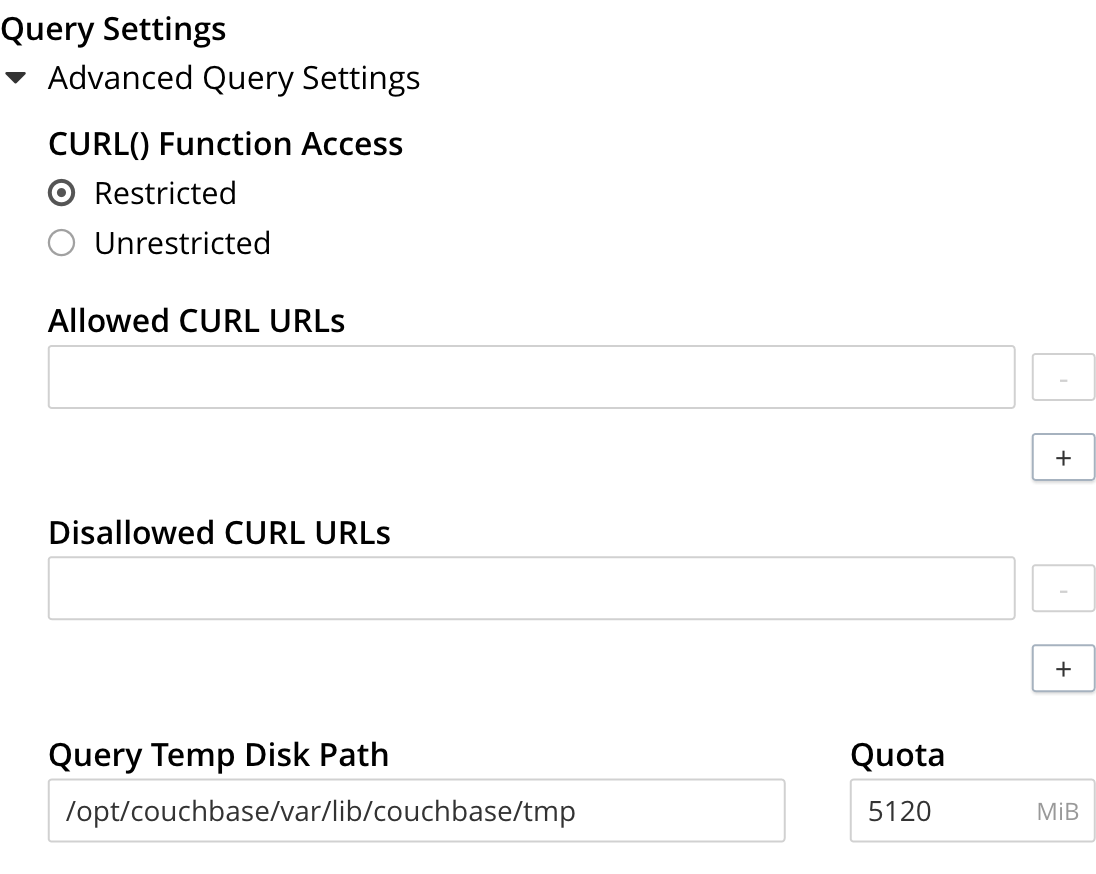 Query Settings
Advanced Query Settings
CURL() Function Access
Restricted
Unrestricted
Allowed CURL URLs
-
+
Disallowed CURL URLs
-
+
Query Temp Disk Path Quota
/opt/couchbase/var/lib/couchbase/tmp 5120 MiB